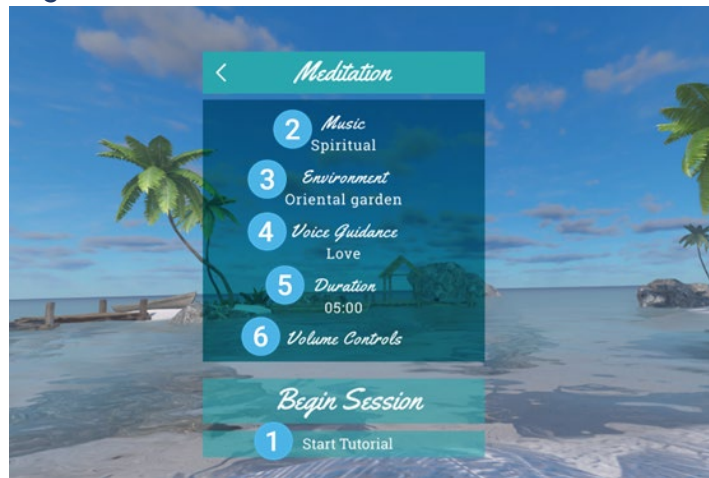 Meditation
2 Music
Spiritual
3 Environment
Oriental garden
4 Voice Guidance
Love
5 Duration
05:00
6 Volume Controls
Begin Session
1 Start Tutorial